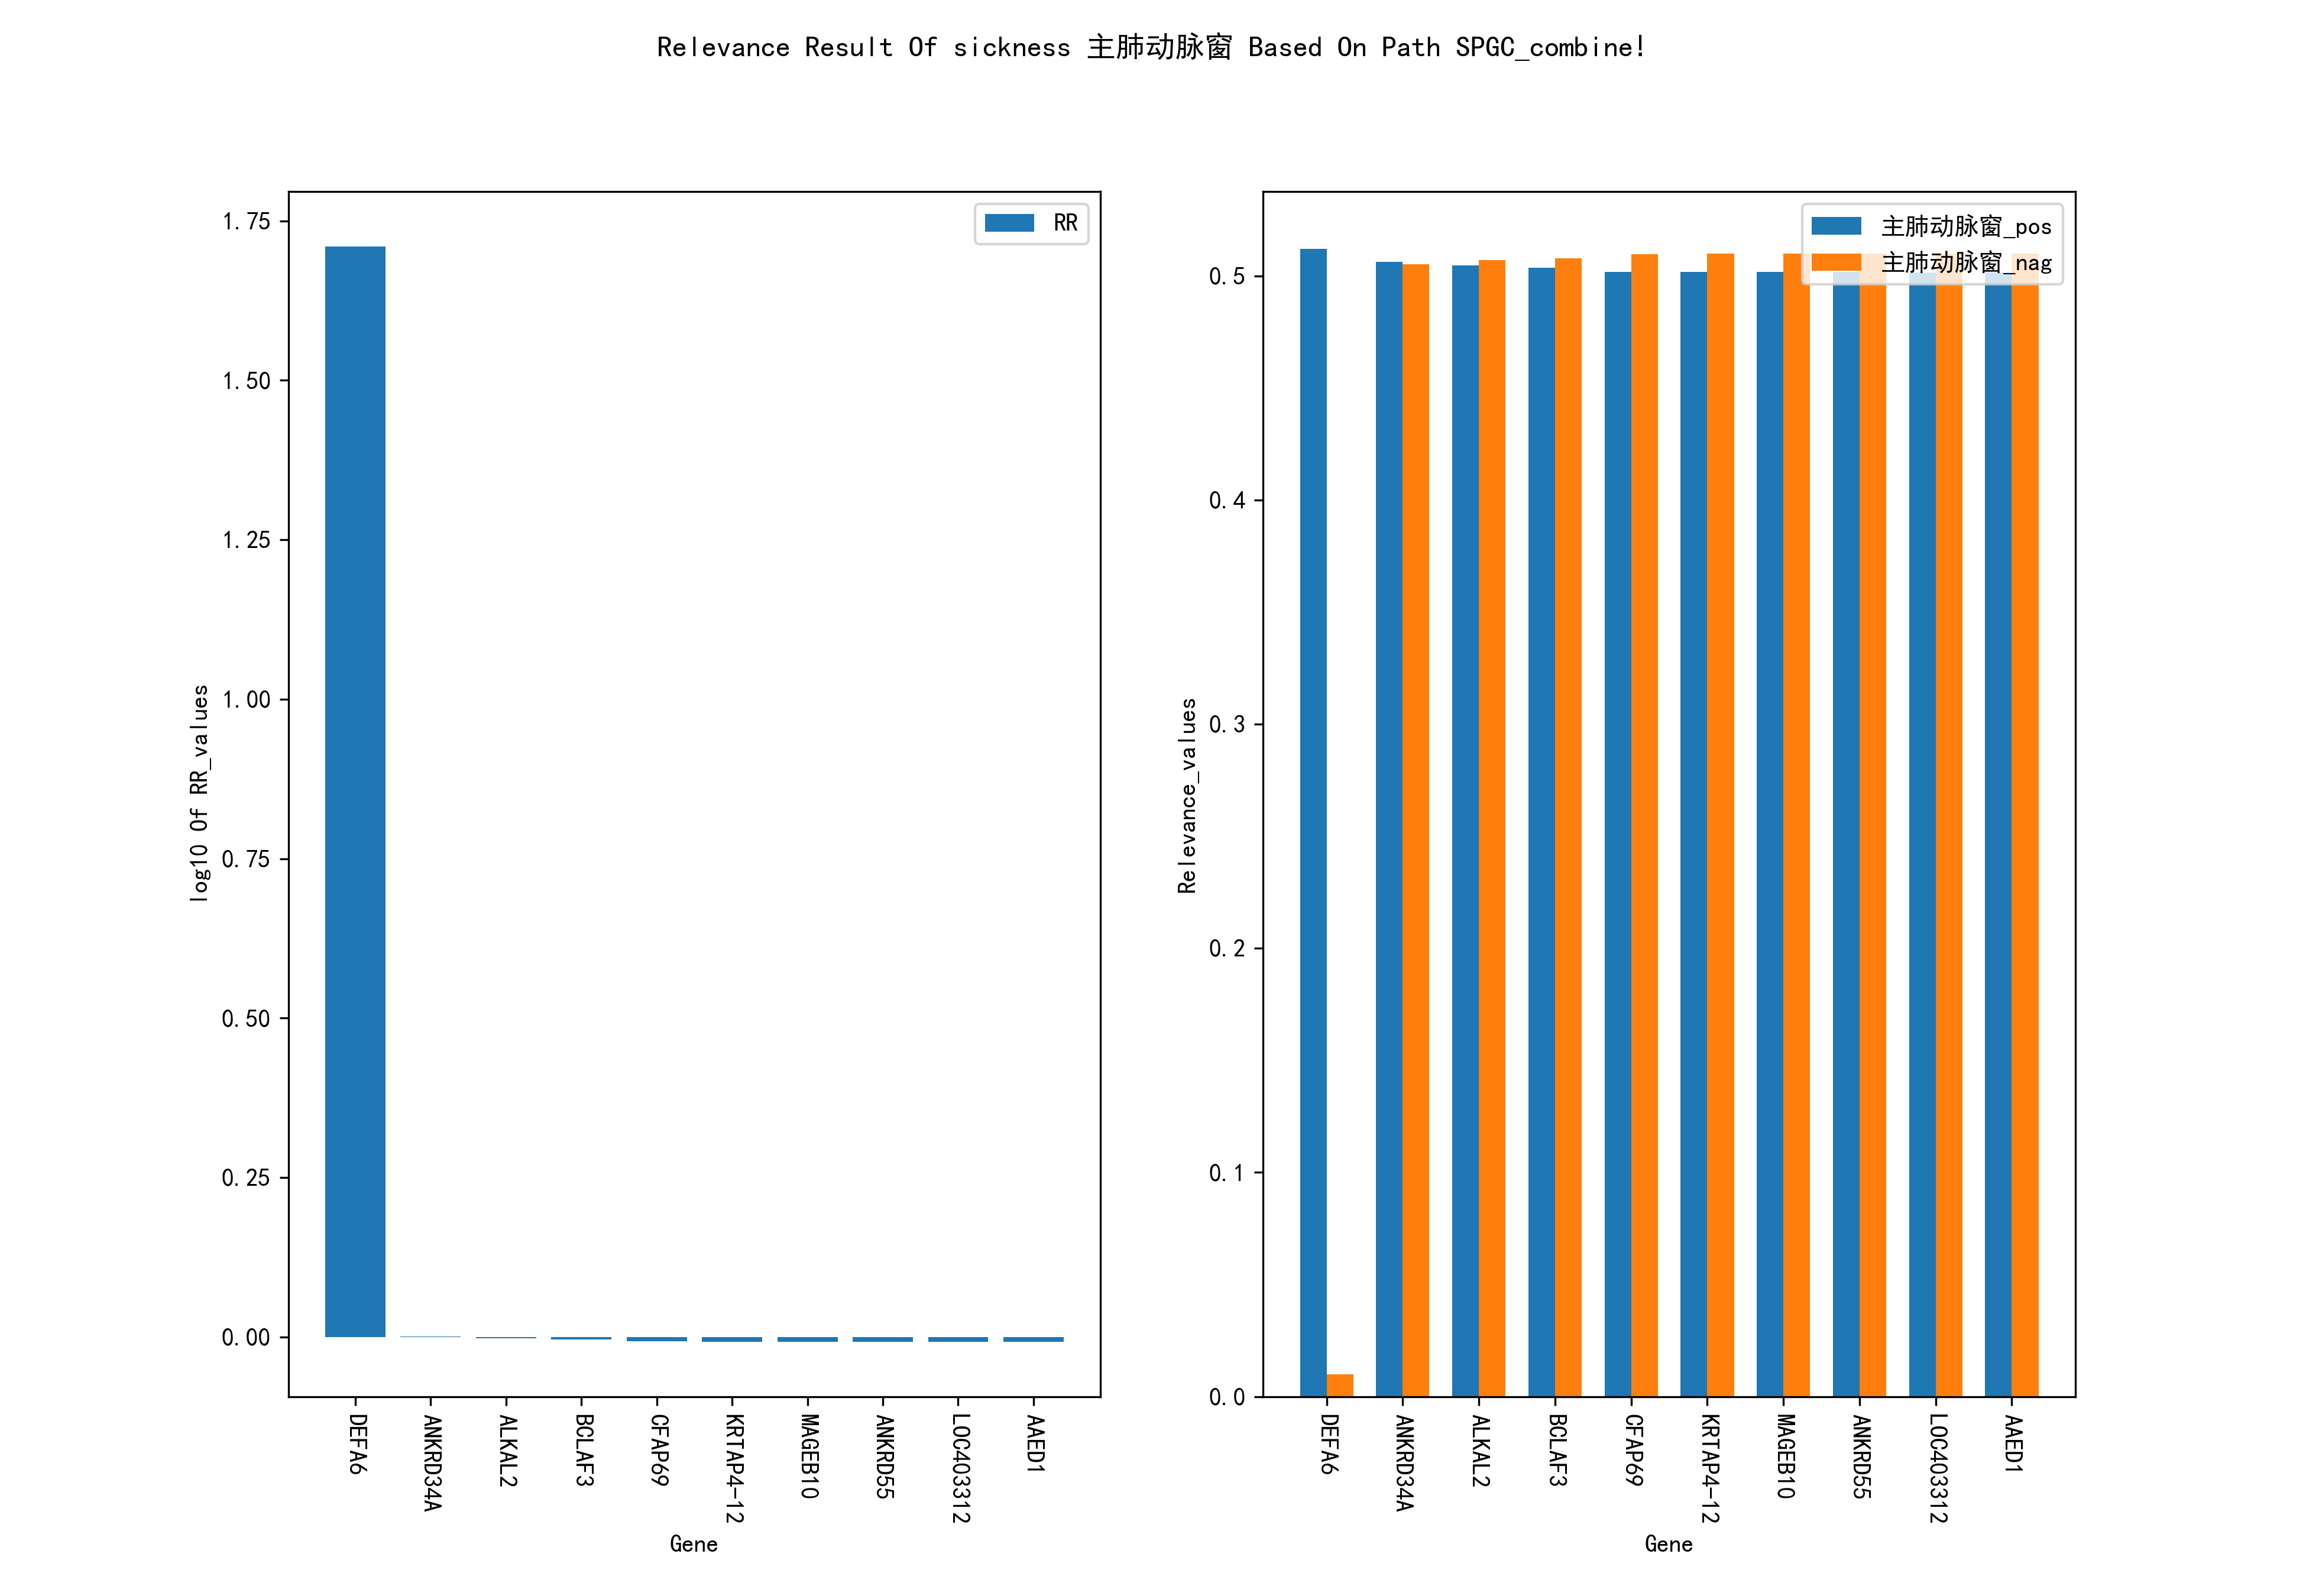 Relevance Result Of sickness 主肺动脉窗 Based On Path SPGC_combine!
1.75
1.50
1.25
1.00
0.75
0.50
0.25
0.00
log10 Of RR_values
RR
DEFA6
ANKRD34A
ALKAL2
BCLAF3
CFAP69
KRTAP4-12
MAGEB10
ANKRD55
LOC403312
AAED1
Gene
0.5
0.4
0.3
0.2
0.1
0.0
Relevance_values
主肺动脉窗_pos
主肺动脉窗_nag
DEFA6
ANKRD34A
ALKAL2
BCLAF3
CFAP69
KRTAP4-12
MAGEB10
ANKRD55
LOC403312
AAED1
Gene